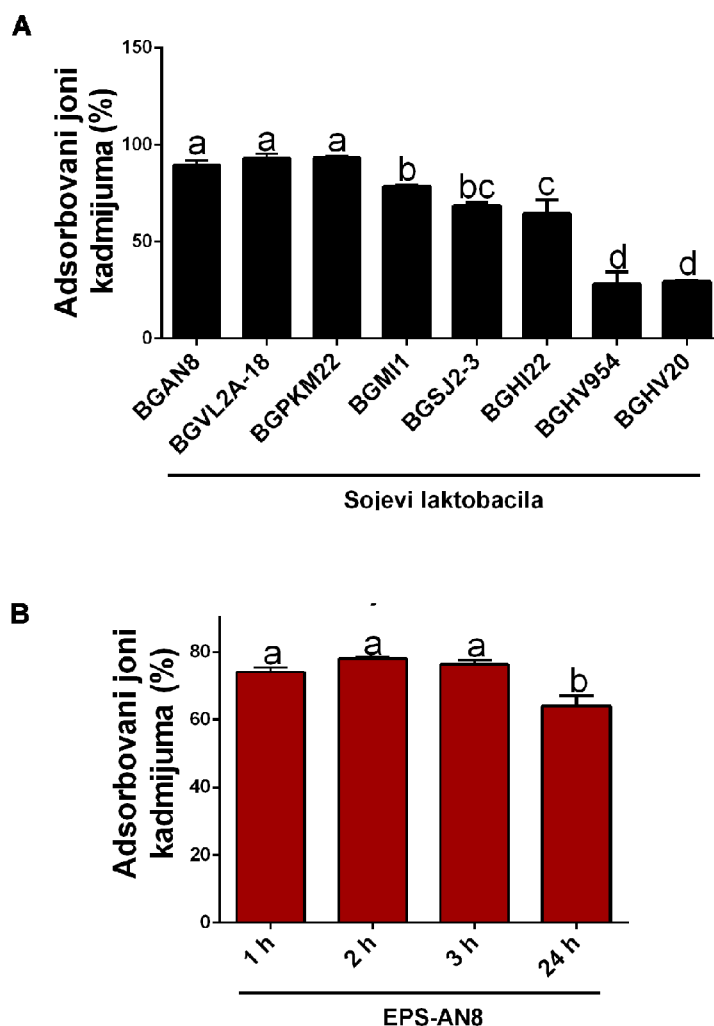 A
Adsorbovani joni
kadmijuma (%)
150
100
50
0
a
a
a
b
bc
c
d
d
BGAN8
BGVL2A-18
BGPKM22
BGMI1
BGSJ2-3
BGHI22
BGHV954
BGHV20
Sojevi laktobacila
B
Adsorbovani joni
kadmijuma (%)
80
60
40
20
0
a
a
a
b
1 h
2 h
3 h
24 h
EPS-AN8